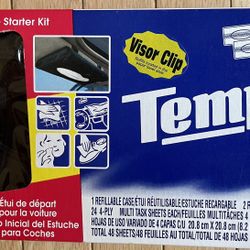 Starter Kit
Visor Clip
Temp
Étui de départ
pour la voiture
Inicial del Estuche
para Coches
1 REFILLABLE CASE/ÉTUI RÉUTILISABLE/ESTUCHE RECARGABLE 2 R
24 4-PLY MULTI TASK SHEETS EACH/FEUILLES MULTITÂCHES 4
HOJAS DE USO VARIADO DE 4 CAPAS C/U 20.8 cm x 20.8 cm
TOTAL 48 SHEETS/48 FEUILLES AU TOTAL/TOTAL DE 48 HOJAS